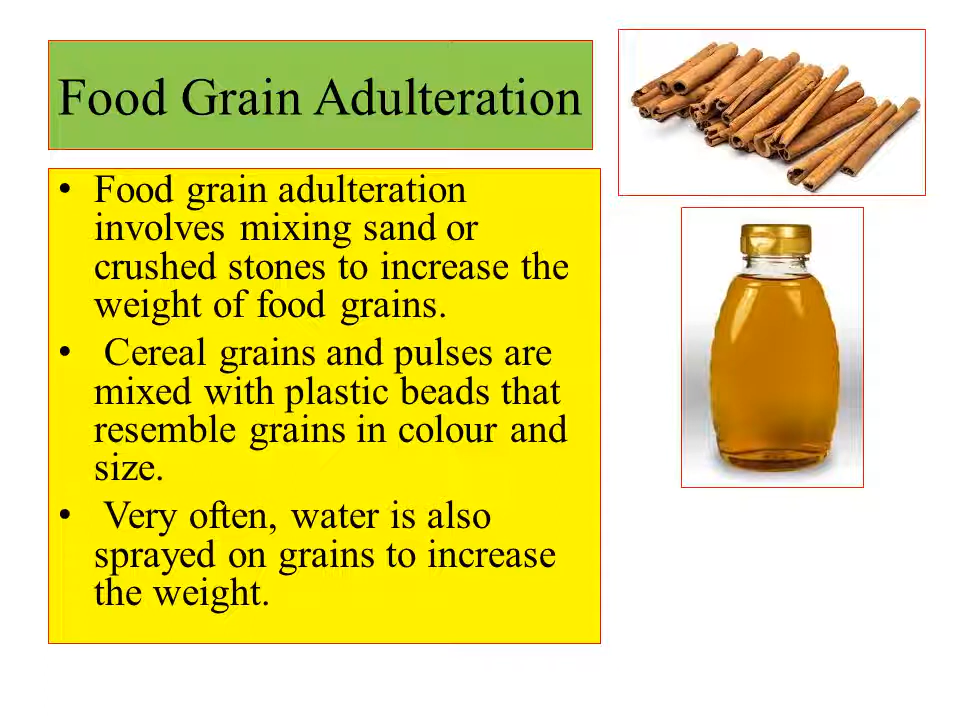 Food Grain Adulteration
• Food grain adulteration
involves mixing sand or
crushed stones to increase the
weight of food grains.
• Cereal grains and pulses are
mixed with plastic beads that
resemble grains in colour and
size.
• Very often, water is also
sprayed on grains to increase
the weight.